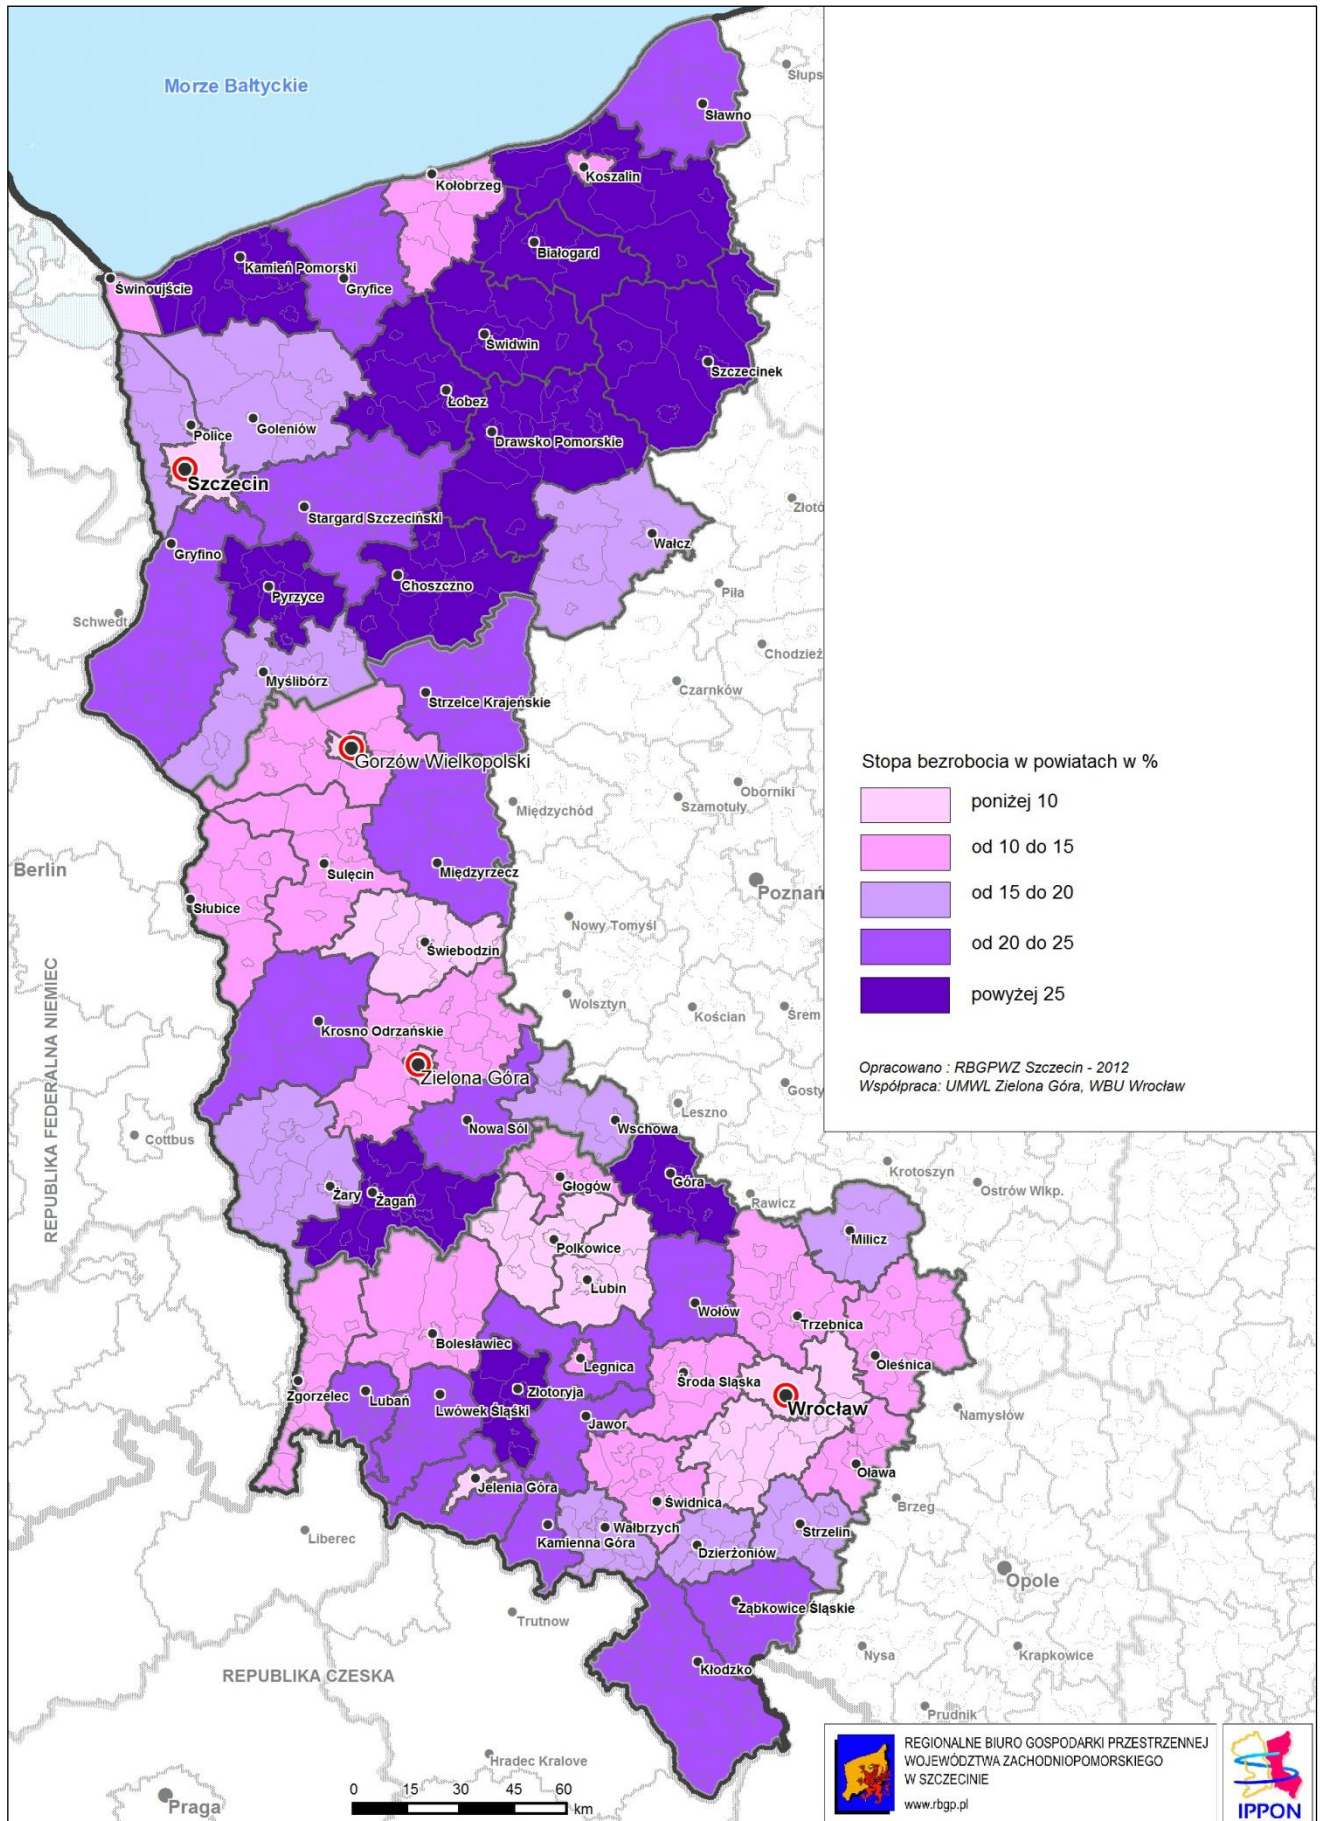 Morze Bałtyckie
Słups
Sławno
Koszalin
Kołobrzeg
Białogard
Kamień Pomorski
Gryfice
Świnoujście
Świdwin
Szczecinek
Łobez
Police
Goleniów
Drawsko Pomorskie
Szczecin
Stargard Szczeciński
Złotó
Wałcz
Gryfino
Choszczno
Pyrzyce
Piła
Schwedt
Chodzież
Myślibórz
Czarnków
Strzelce Krajeńskie
Gorzów Wielkopolski
Stopa bezrobocia w powiatach w %
poniżej 10
od 10 do 15
od 15 do 20
od 20 do 25
powyżej 25
Opracowano : RBGPWZ Szczecin - 2012
Współpraca: UMWL Zielona Góra, WBU Wrocław
Oborniki
Międzychód
Szamotuły
Berlin
Sulęcin
Międzyrzecz
Poznań
Słubice
Nowy Tomyśl
Świebodzin
REPUBLIKA FEDERALNA NIEMIEC
Wolsztyn
Kościan
Śrem
Krosno Odrzańskie
Zielona Góra
Gosty
Leszno
Nowa Sól
Wschowa
Cottbus
Krotoszyn
Głogów
Góra
Ostrów Wlkp.
Żary
Żagań
Rawicz
Milicz
Polkowice
Lubin
Wołów
Trzebnica
Bolesławiec
Legnica
Oleśnica
Środa Śląska
Zgorzelec
Lubań
Lwówek Śląski
Złotoryja
Wrocław
Jawor
Namysłów
Oława
Jelenia Góra
Świdnica
Brzeg
Liberec
Kamienna Góra
Wałbrzych
Strzelin
Dzierżoniów
Opole
Ząbkowice Śląskie
Trutnow
Nysa
Krapkowice
REPUBLIKA CZESKA
Kłodzko
Prudnik
Hradec Kralove
Praga
0 15 30 45 60
km
REGIONALNE BIURO GOSPODARKI PRZESTRZENNEJ
WOJEWÓDZTWA ZACHODNIOPOMORSKIEGO
W SZCZECINIE
www.rbgp.pl
IPPON